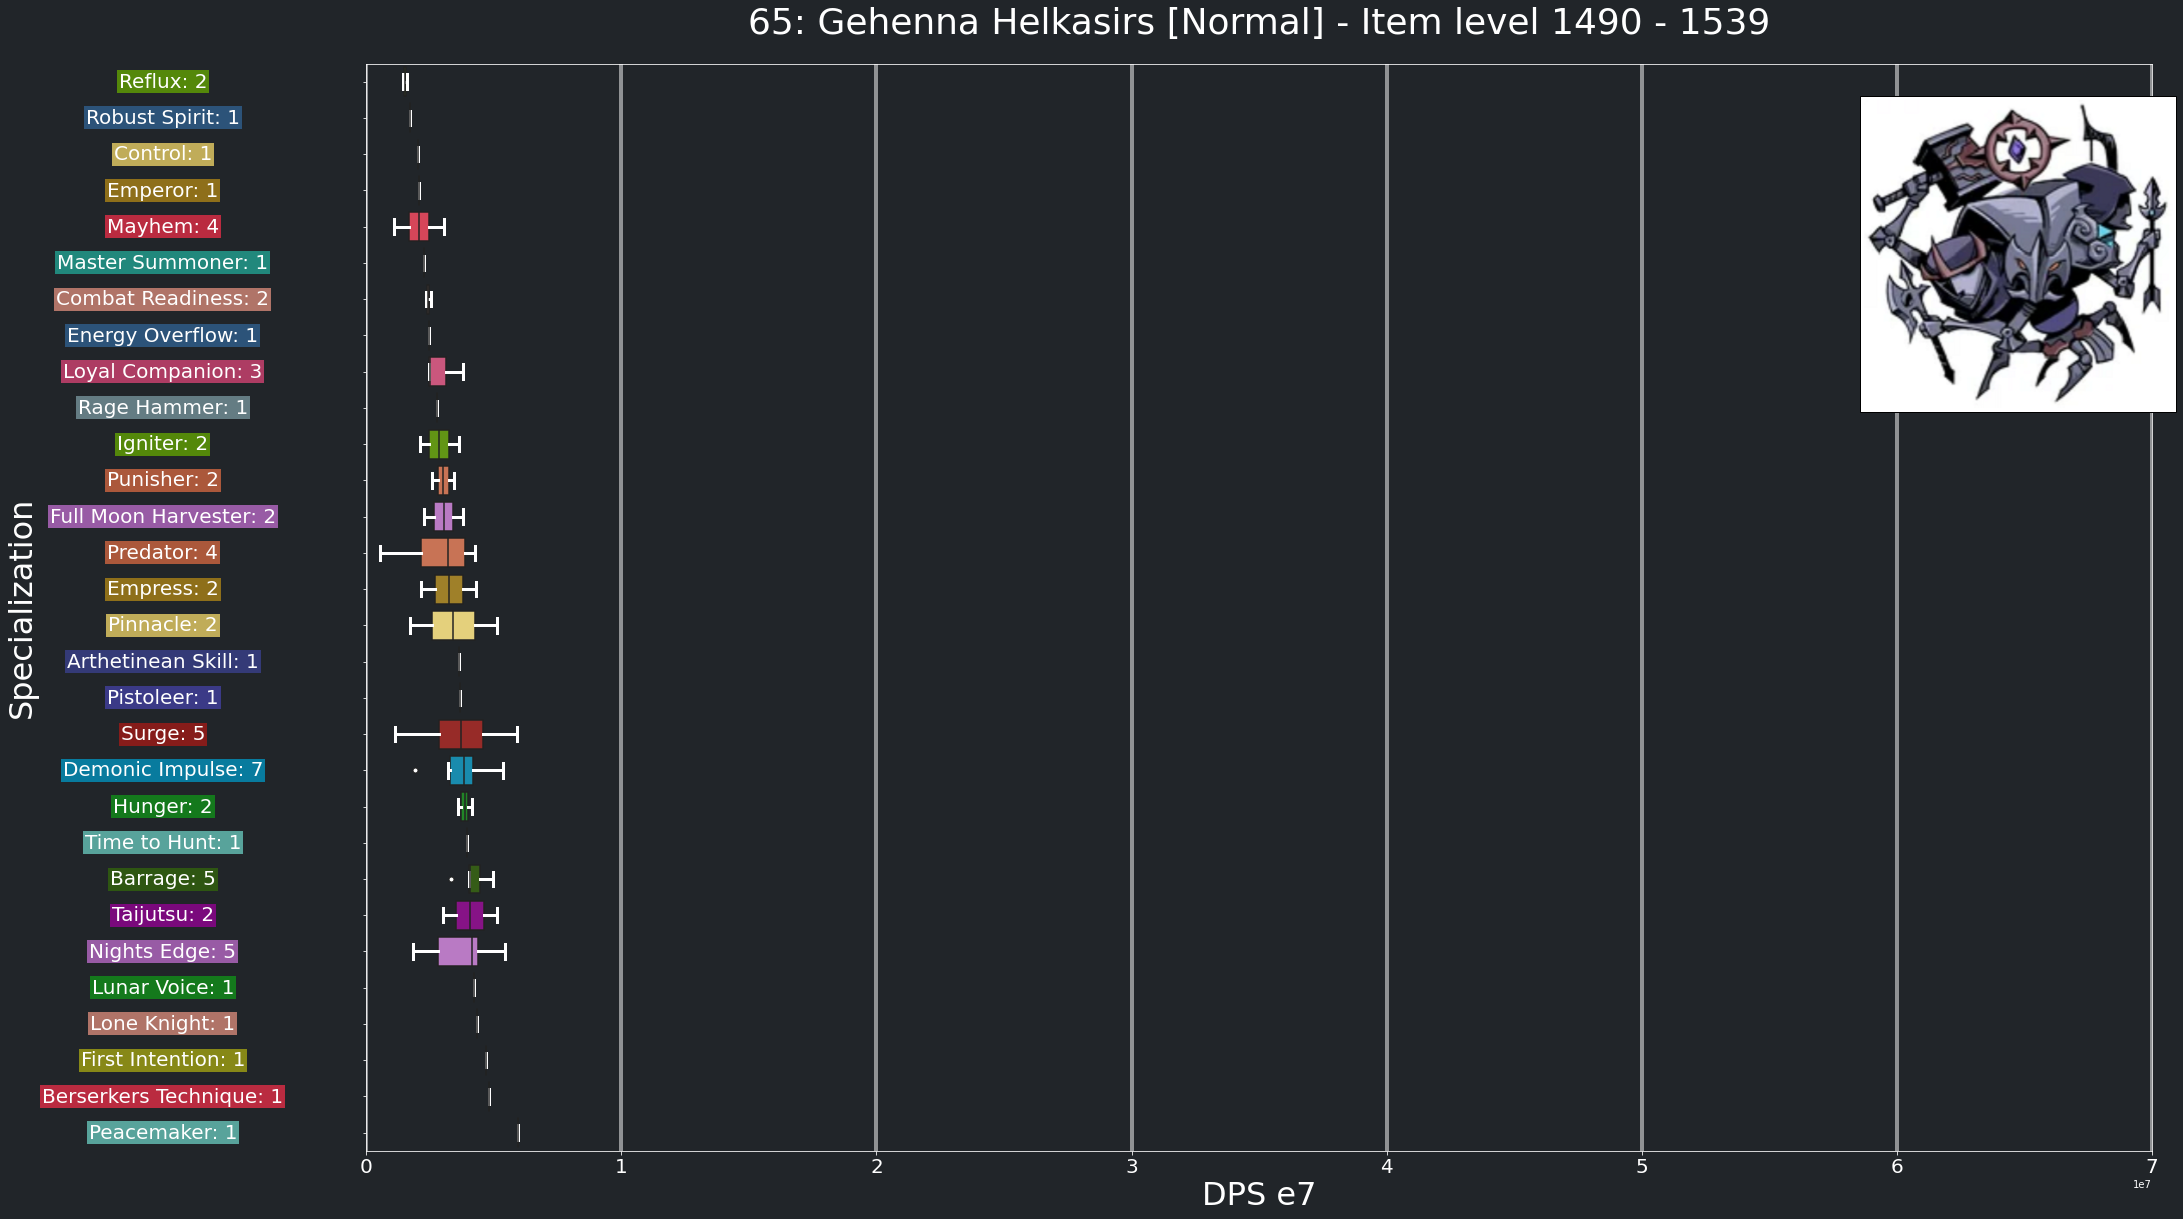 65: Gehenna Helkasirs [Normal] - Item level 1490 - 1539
Specialization
Reflux: 2
Robust Spirit: 1
Control: 1
Emperor: 1
Mayhem: 4
Master Summoner: 1
Combat Readiness: 2
Energy Overflow: 1
Loyal Companion: 3
Rage Hammer: 1
Igniter: 2
Punisher: 2
Full Moon Harvester: 2
Predator: 4
Empress: 2
Pinnacle: 2
Arthetinean Skill: 1
Pistoleer: 1
Surge: 5
Demonic Impulse: 7
Hunger: 2
Time to Hunt: 1
Barrage: 5
Taijutsu: 2
Nights Edge: 5
Lunar Voice: 1
Lone Knight: 1
First Intention: 1
Berserkers Technique: 1
Peacemaker: 1
0 1 2 3 4 5 6 7
1e7
DPS e7